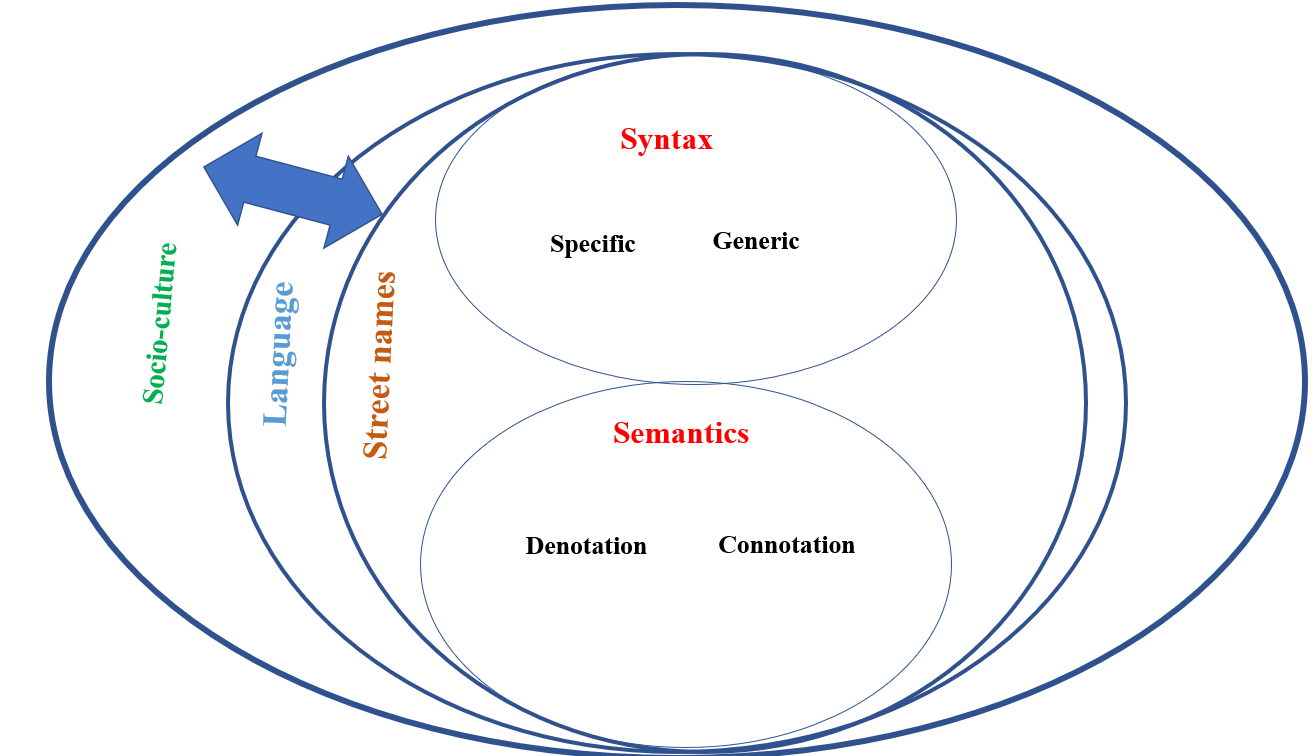 Syntax
Specific
Generic
Socio-culture
Language
Street names
Semantics
Denotation
Connotation